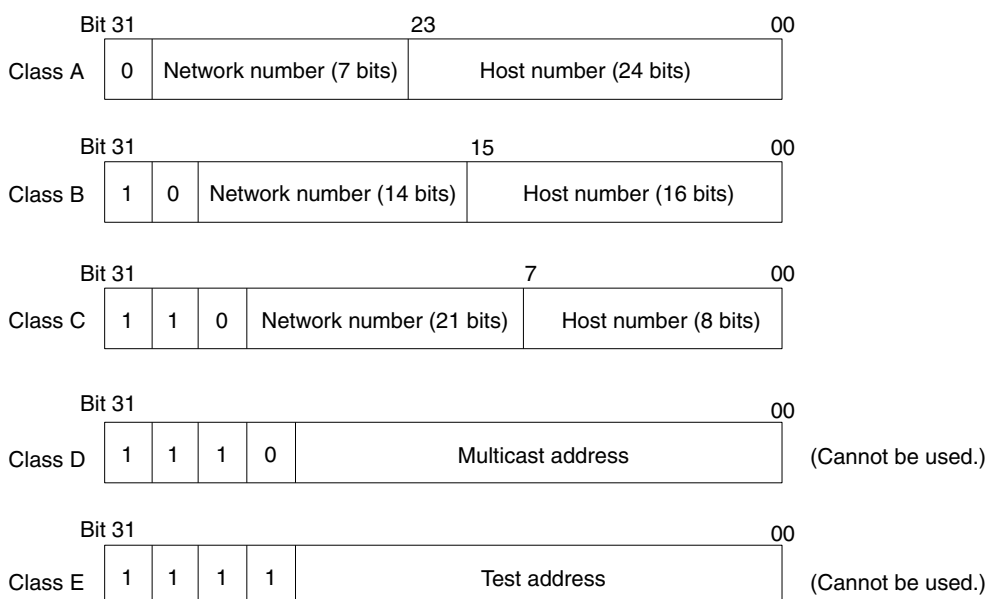 Bit 31 23 00
Class A 0 Network number (7 bits) Host number (24 bits)
Bit 31 15 00
Class B 1 0 Network number (14 bits) Host number (16 bits)
Bit 31 7 00
Class C 1 1 0 Network number (21 bits) Host number (8 bits)
Bit 31 00
Class D 1 1 1 0 Multicast address (Cannot be used.)
Bit 31 00
Class E 1 1 1 1 Test address (Cannot be used.)